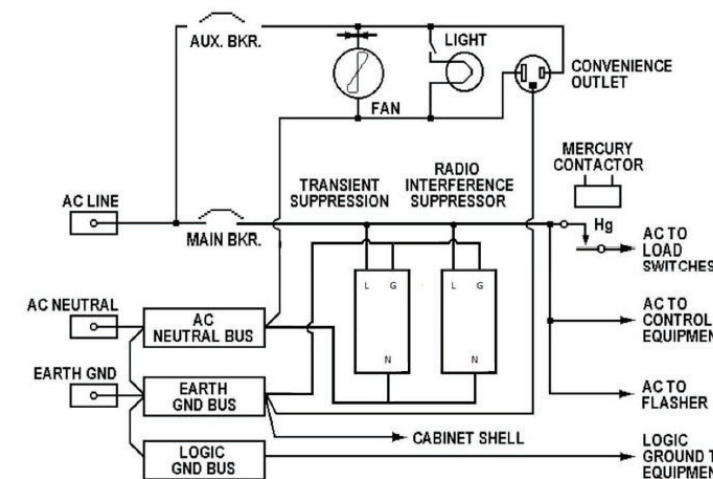 AUX. BKR.
LIGHT
FAN
CONVENIENCE
OUTLET
MERCURY
CONTACTOR
RADIO
INTERFERENCE
SUPPRESSOR
TRANSIENT
SUPPRESSION
AC LINE
MAIN BKR.
Hg
AC TO
LOAD
SWITCHES
L G
L G
N
N
AC NEUTRAL
AC
NEUTRAL BUS
AC TO
CONTROL
EQUIPMEN
EARTH GND
EARTH
GND BUS
AC TO
FLASHER
CABINET SHELL
LOGIC
GND BUS
LOGIC
GROUND T
EQUIPMEN